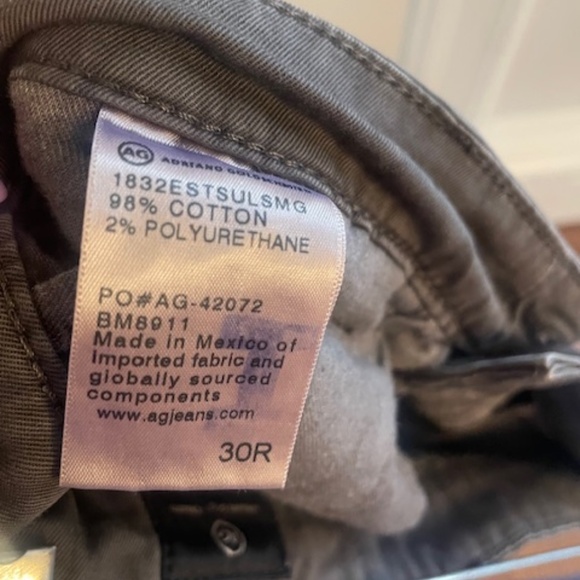 AG ADRIANO GOLDSCHMIED
1832ESTSULSMG
98% COTTON
2% POLYURETHANE
PO#AG-42072
BM8911
Made in Mexico of
imported fabric and
globally sourced
components
www.agjeans.com
30R